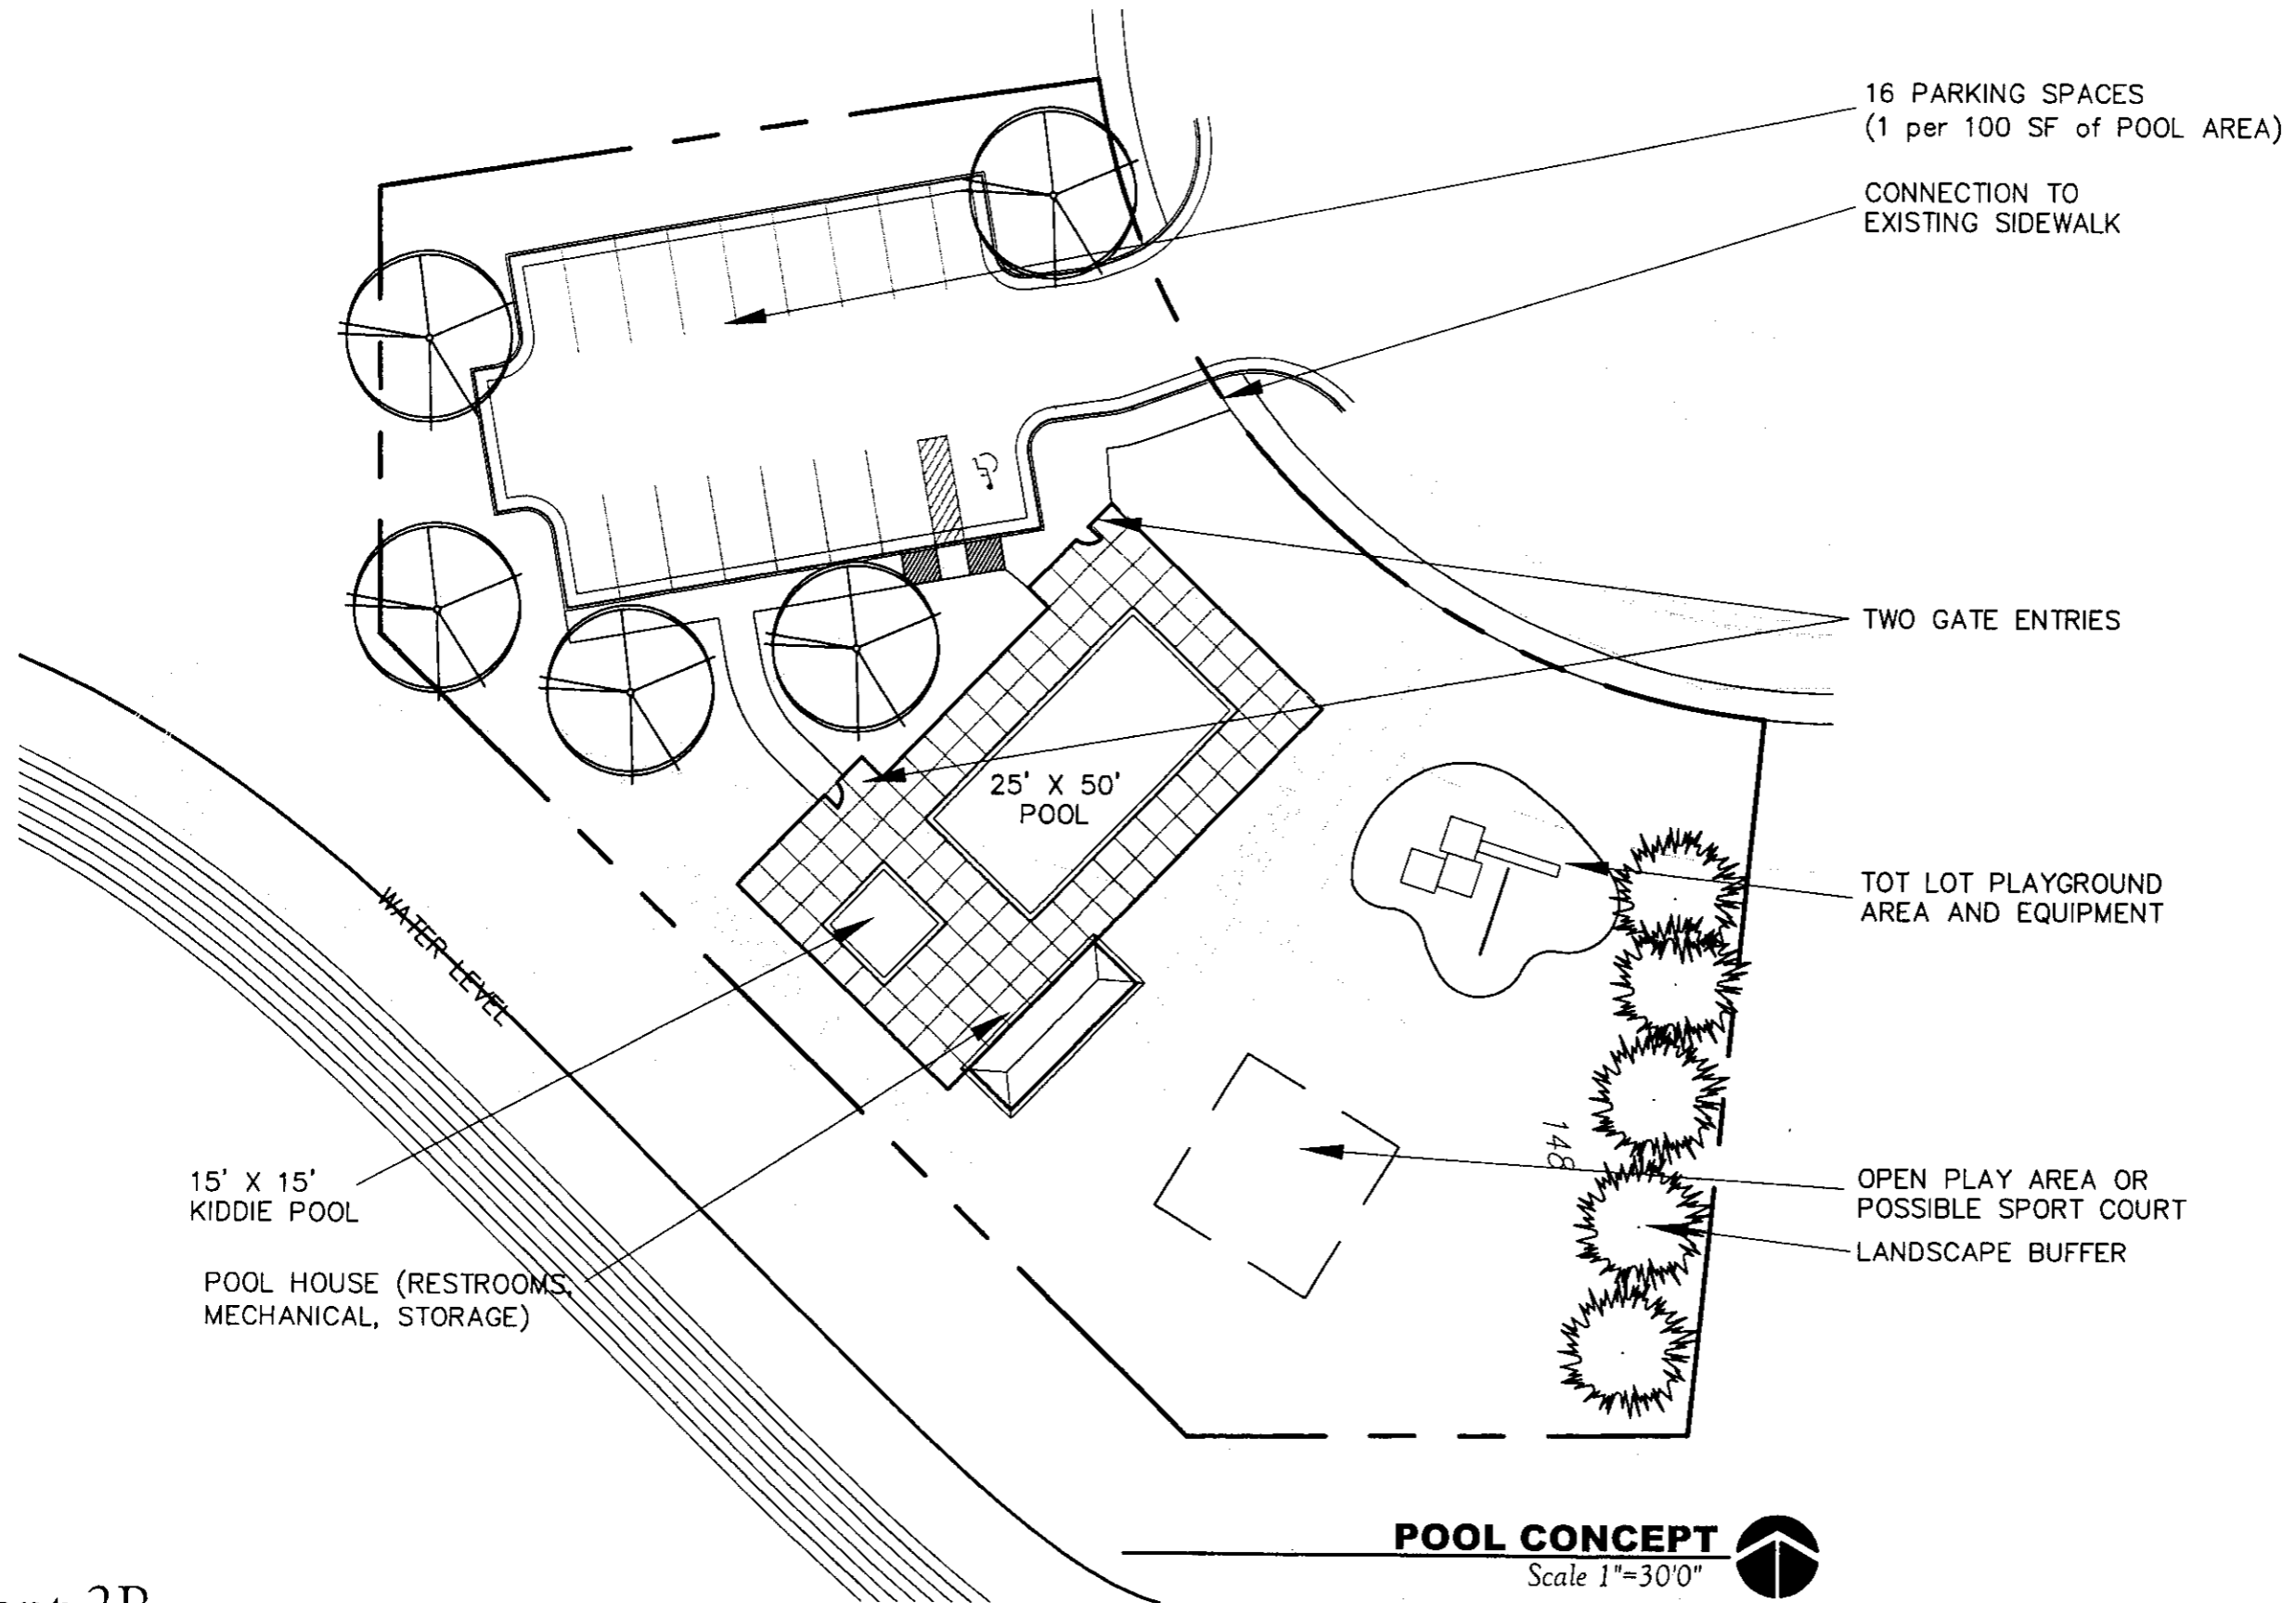 16 PARKING SPACES
(1 per 100 SF of POOL AREA)
CONNECTION TO
EXISTING SIDEWALK
TWO GATE ENTRIES
25' X 50'
POOL
TOT LOT PLAYGROUND
AREA AND EQUIPMENT
WATER LEVEL
148
15' X 15'
KIDDIE POOL
OPEN PLAY AREA OR
POSSIBLE SPORT COURT
LANDSCAPE BUFFER
POOL HOUSE (RESTROOMS,
MECHANICAL, STORAGE)
POOL CONCEPT
Scale 1"=30'0"
2B